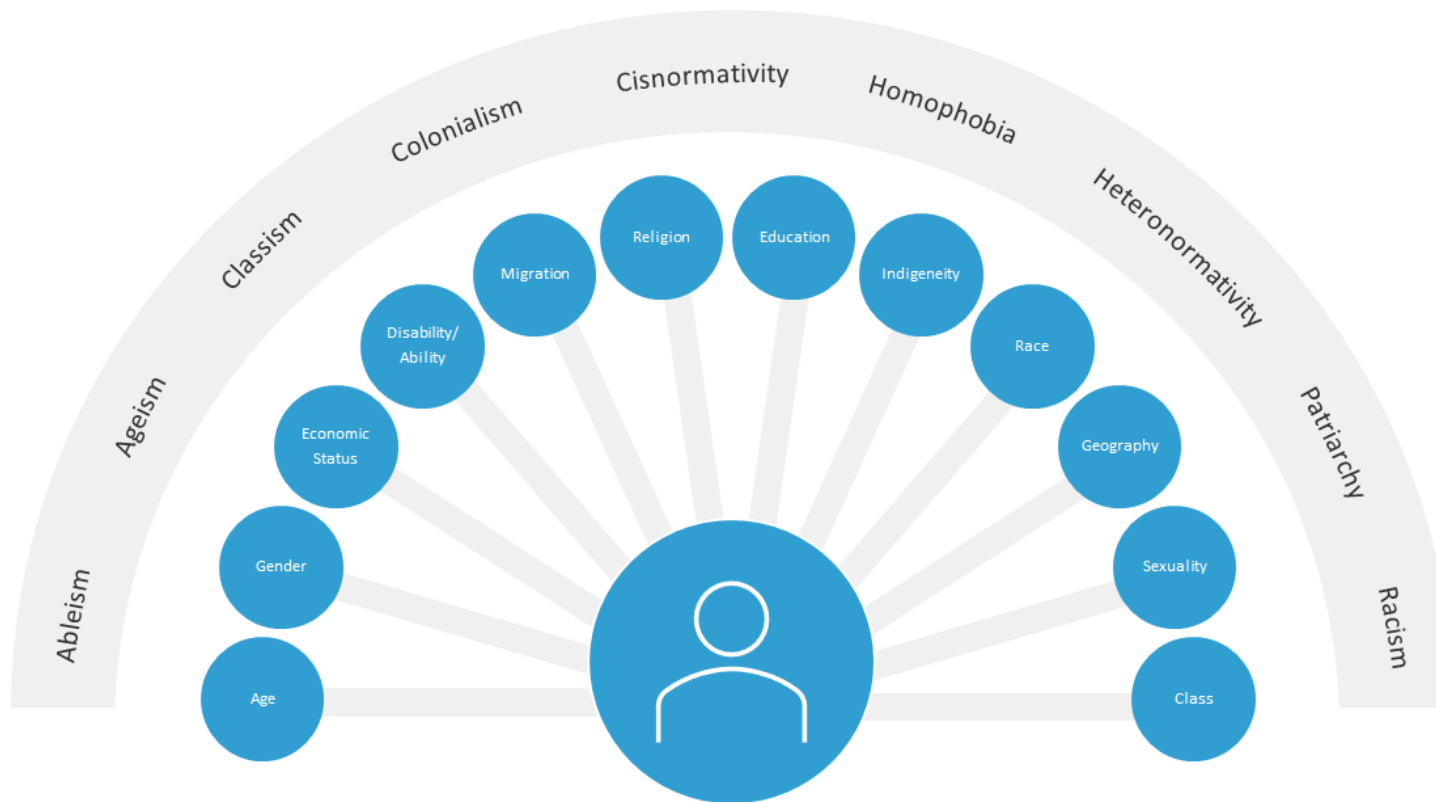 Ableism
Ageism
Classism
Colonialism
Cisnormativity
Homophobia
Heteronormativity
Patriarchy
Racism
Age
Gender
Economic
Status
Disability/
Ability
Migration
Religion
Education
Indigeneity
Race
Geography
Sexuality
Class